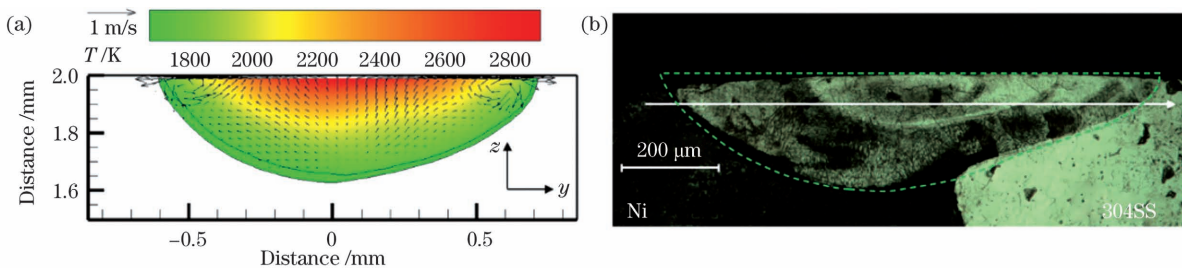 (a)
1 m/s
T /K
1800 2000 2200 2400 2600 2800
2.0
1.8
1.6
Distance /mm
z
y
−0.5 0 0.5
Distance /mm
(b)
200 μm
Ni
304SS